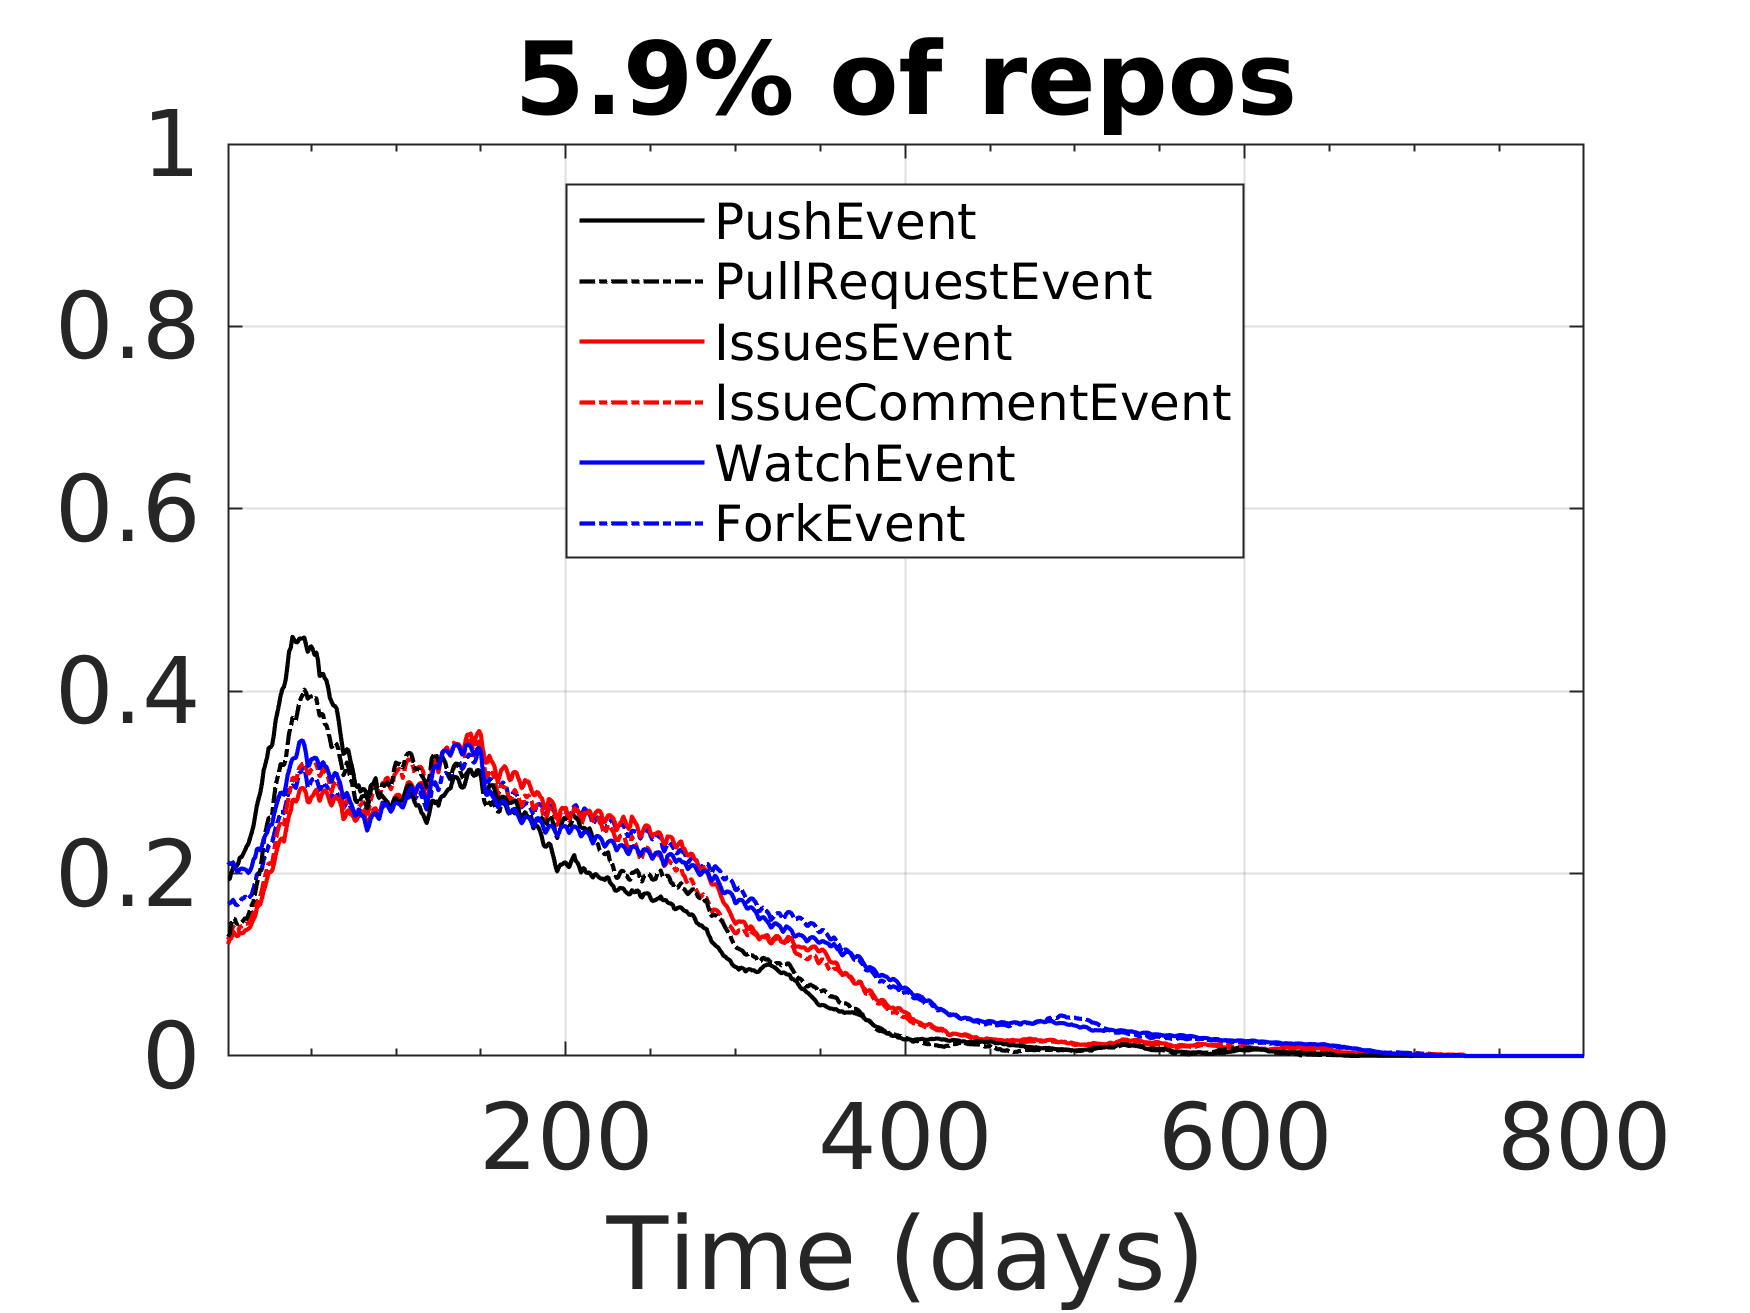 5.9% of repos
1
0.8
0.6
0.4
0.2
0
PushEvent
PullRequestEvent
IssuesEvent
IssueCommentEvent
WatchEvent
ForkEvent
200 400 600 800
Time (days)